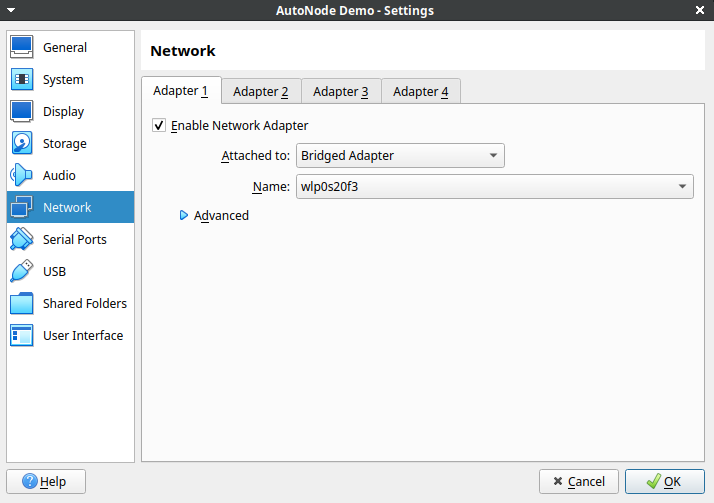 AutoNode Demo - Settings
General
System
Display
Storage
Audio
Network
Serial Ports
USB
Shared Folders
User Interface
Network
Adapter 1 Adapter 2 Adapter 3 Adapter 4
Enable Network Adapter
Attached to: Bridged Adapter
Name: wlp0s20f3
Advanced
Help Cancel OK